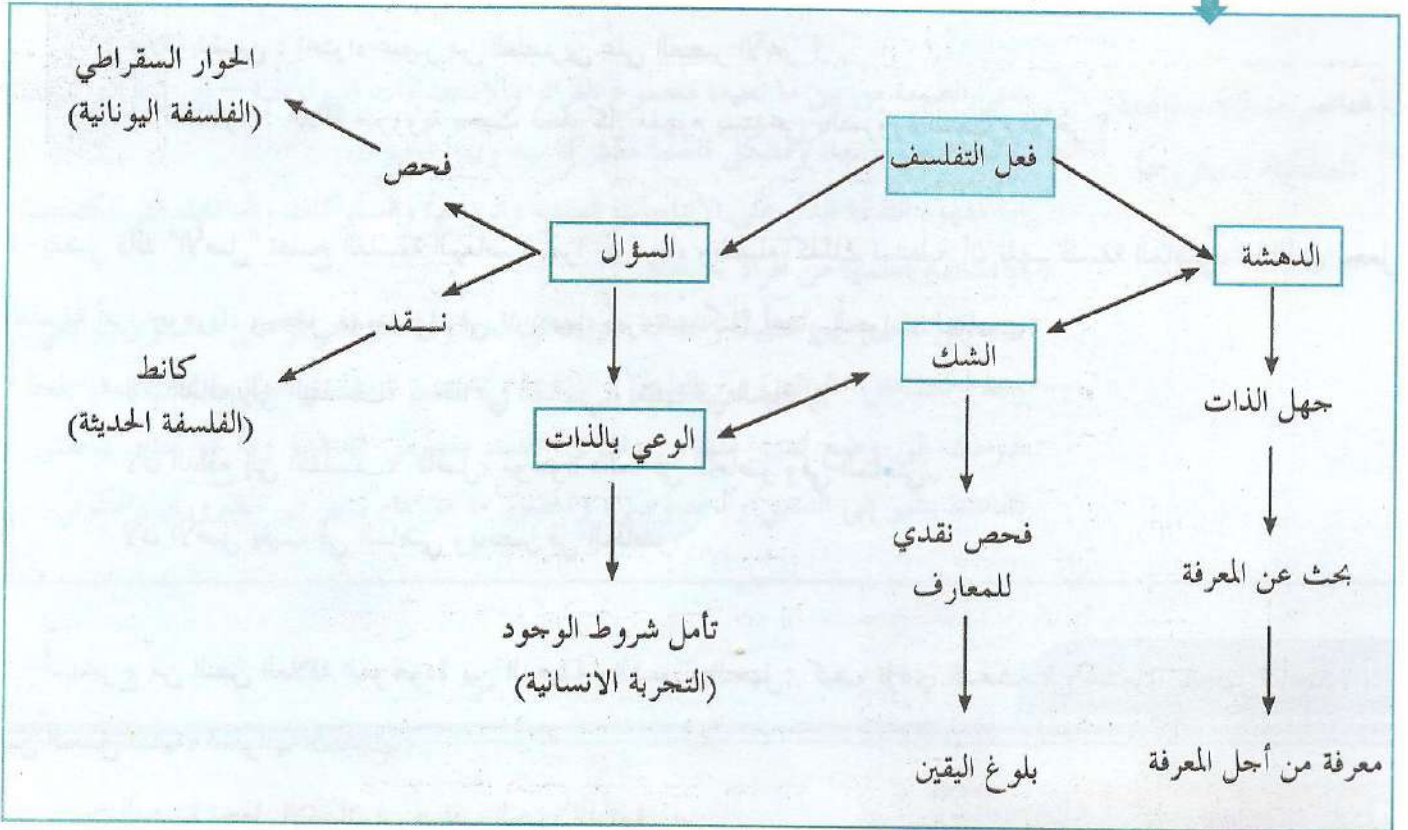 الحوار السقراطي
(الفلسفة اليونانية)
فعل التفلسف
فحص
السؤال
الدهشة
نـقد
الشك
كانط
(الفلسفة الحديثة)
جهل الذات
الوعي بالذات
فحص نقدي
للمعارف
بحث عن المعرفة
تأمل شروط الوجود
(التجربة الانسانية)
بلوغ اليقين
معرفة من أجل المعرفة